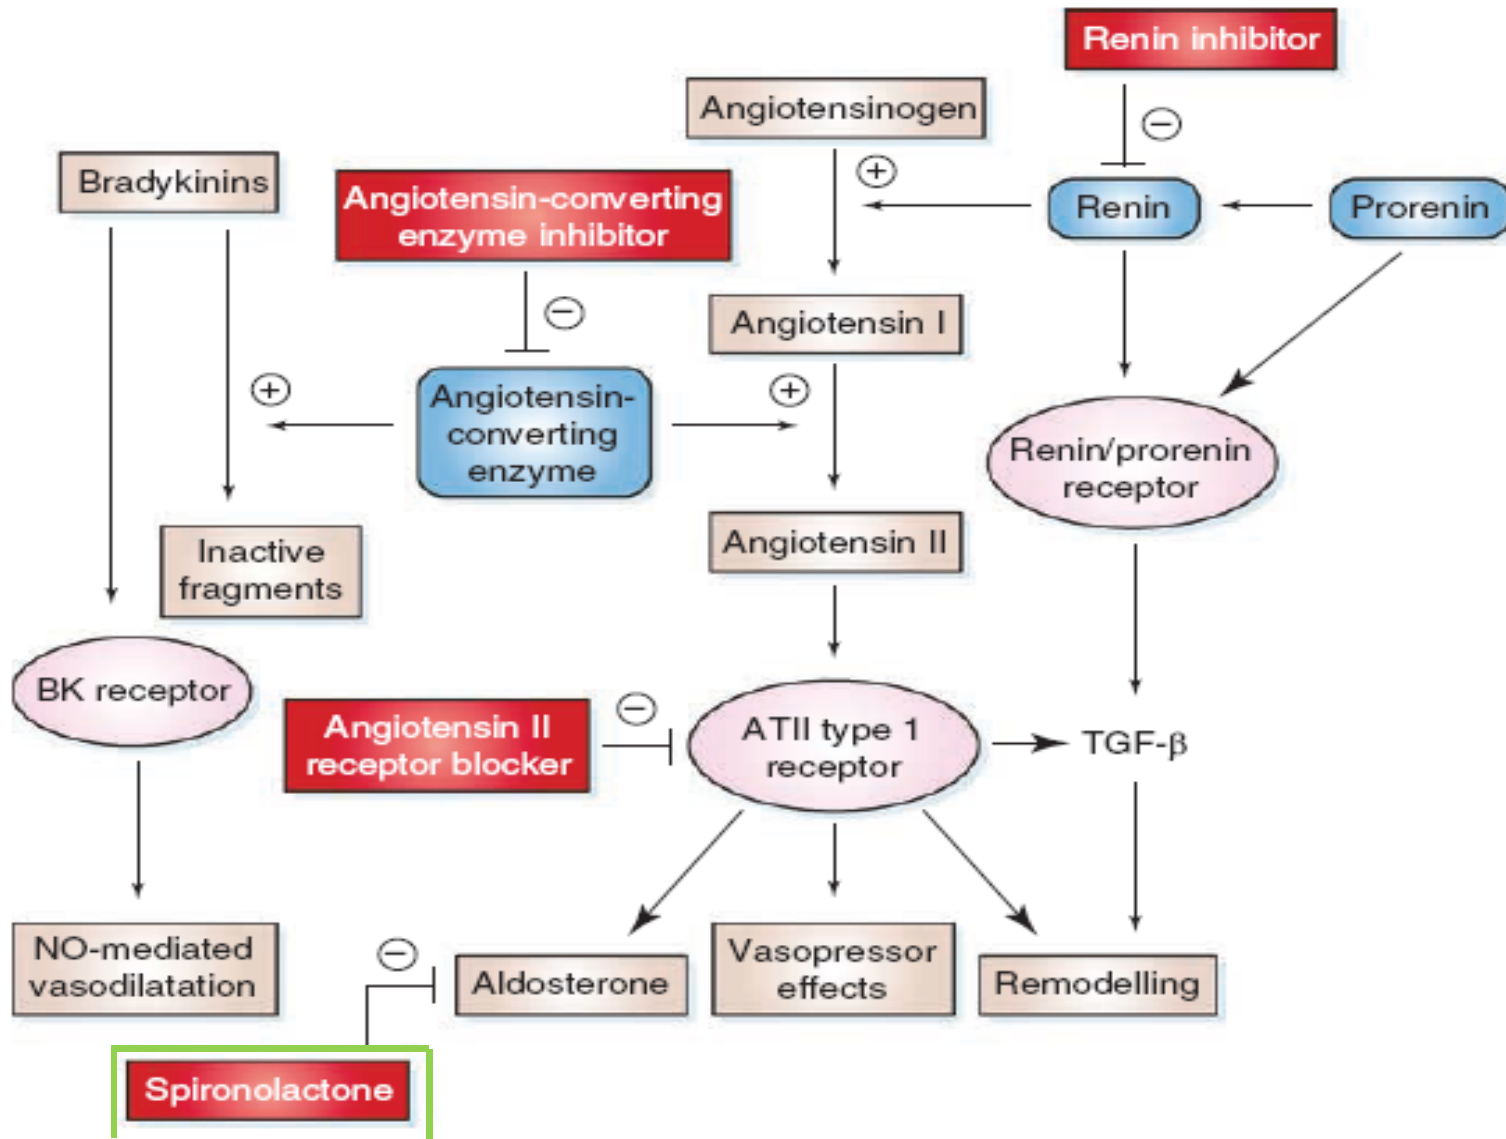 Renin inhibitor
Angiotensinogen
−
Bradykinins
Angiotensin-converting
enzyme inhibitor
+
Renin
Prorenin
−
Angiotensin I
+
Angiotensin-
converting
enzyme
+
Renin/prorenin
receptor
Inactive
fragments
Angiotensin II
BK receptor
Angiotensin II
receptor blocker
−
ATII type 1
receptor
TGF-β
NO-mediated
vasodilatation
−
Aldosterone
Vasopressor
effects
Remodelling
Spironolactone